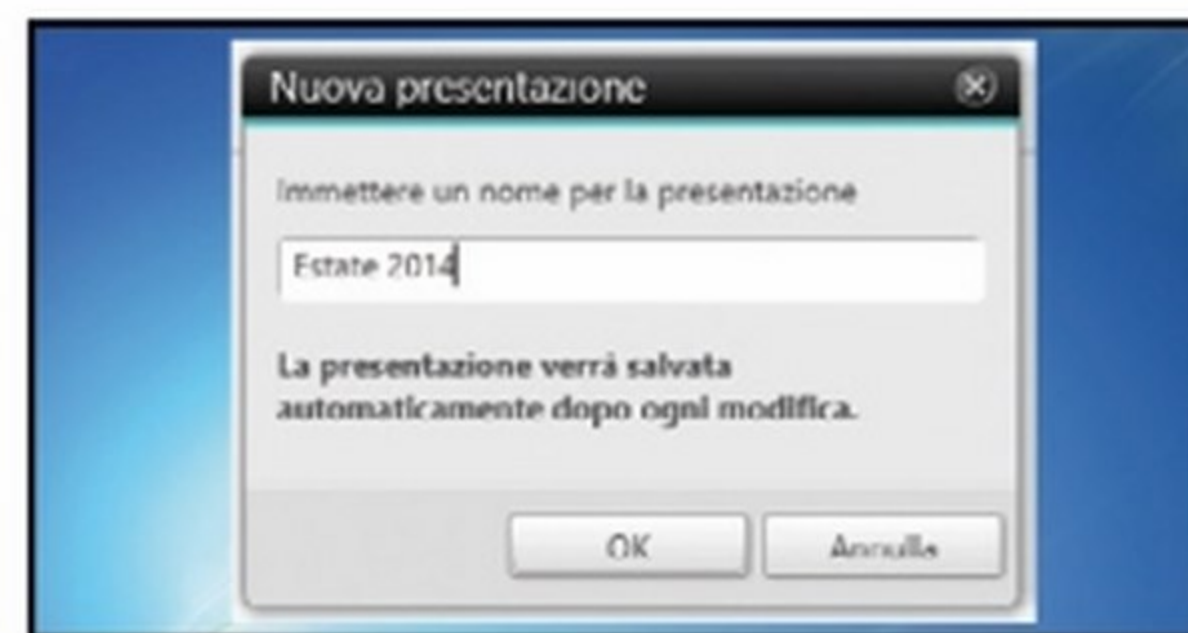 Nuova presentazione
Immettere un nome per la presentazione
Estate 2014
La presentazione verrà salvata
automaticamente dopo ogni modifica.
OK
Annulla